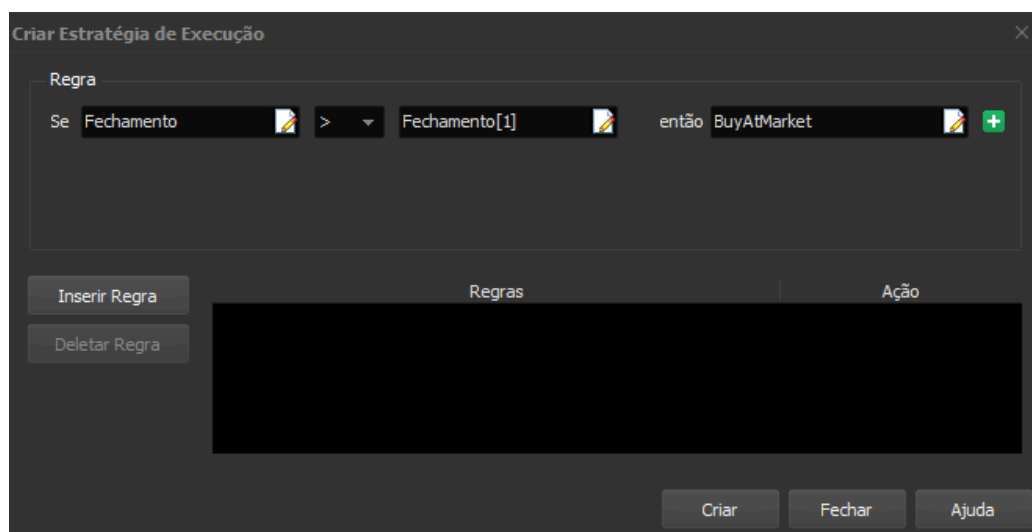 Criar Estratégia de Execução
Regra
Se Fechamento > Fechamento[1] então BuyAtMarket
Inserir Regra
Regras Ação
Deletar Regra
Criar Fechar Ajuda